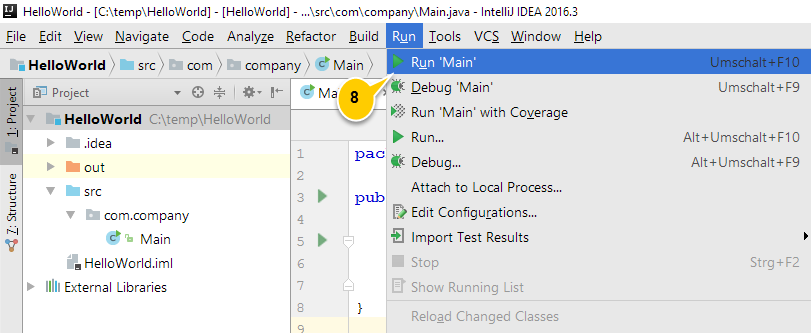 HelloWorld - [C:\temp\HelloWorld] - [HelloWorld] - ...\src\com\company\Main.java - IntelliJ IDEA 2016.3
File Edit View Navigate Code Analyze Refactor Build Run Tools VCS Window Help
HelloWorld src com company Main
Project
1: Project
7: Structure
HelloWorld C:\temp\HelloWorld
.idea
out
src
com.company
Main
HelloWorld.iml
External Libraries
Ma
8
1 pac
2
3 pub
4
5
6
7
8 }
9
Run 'Main' Umschalt+F10
Debug 'Main' Umschalt+F9
Run 'Main' with Coverage
Run... Alt+Umschalt+F10
Debug... Alt+Umschalt+F9
Attach to Local Process...
Edit Configurations...
Import Test Results
Stop Strg+F2
Show Running List
Reload Changed Classes